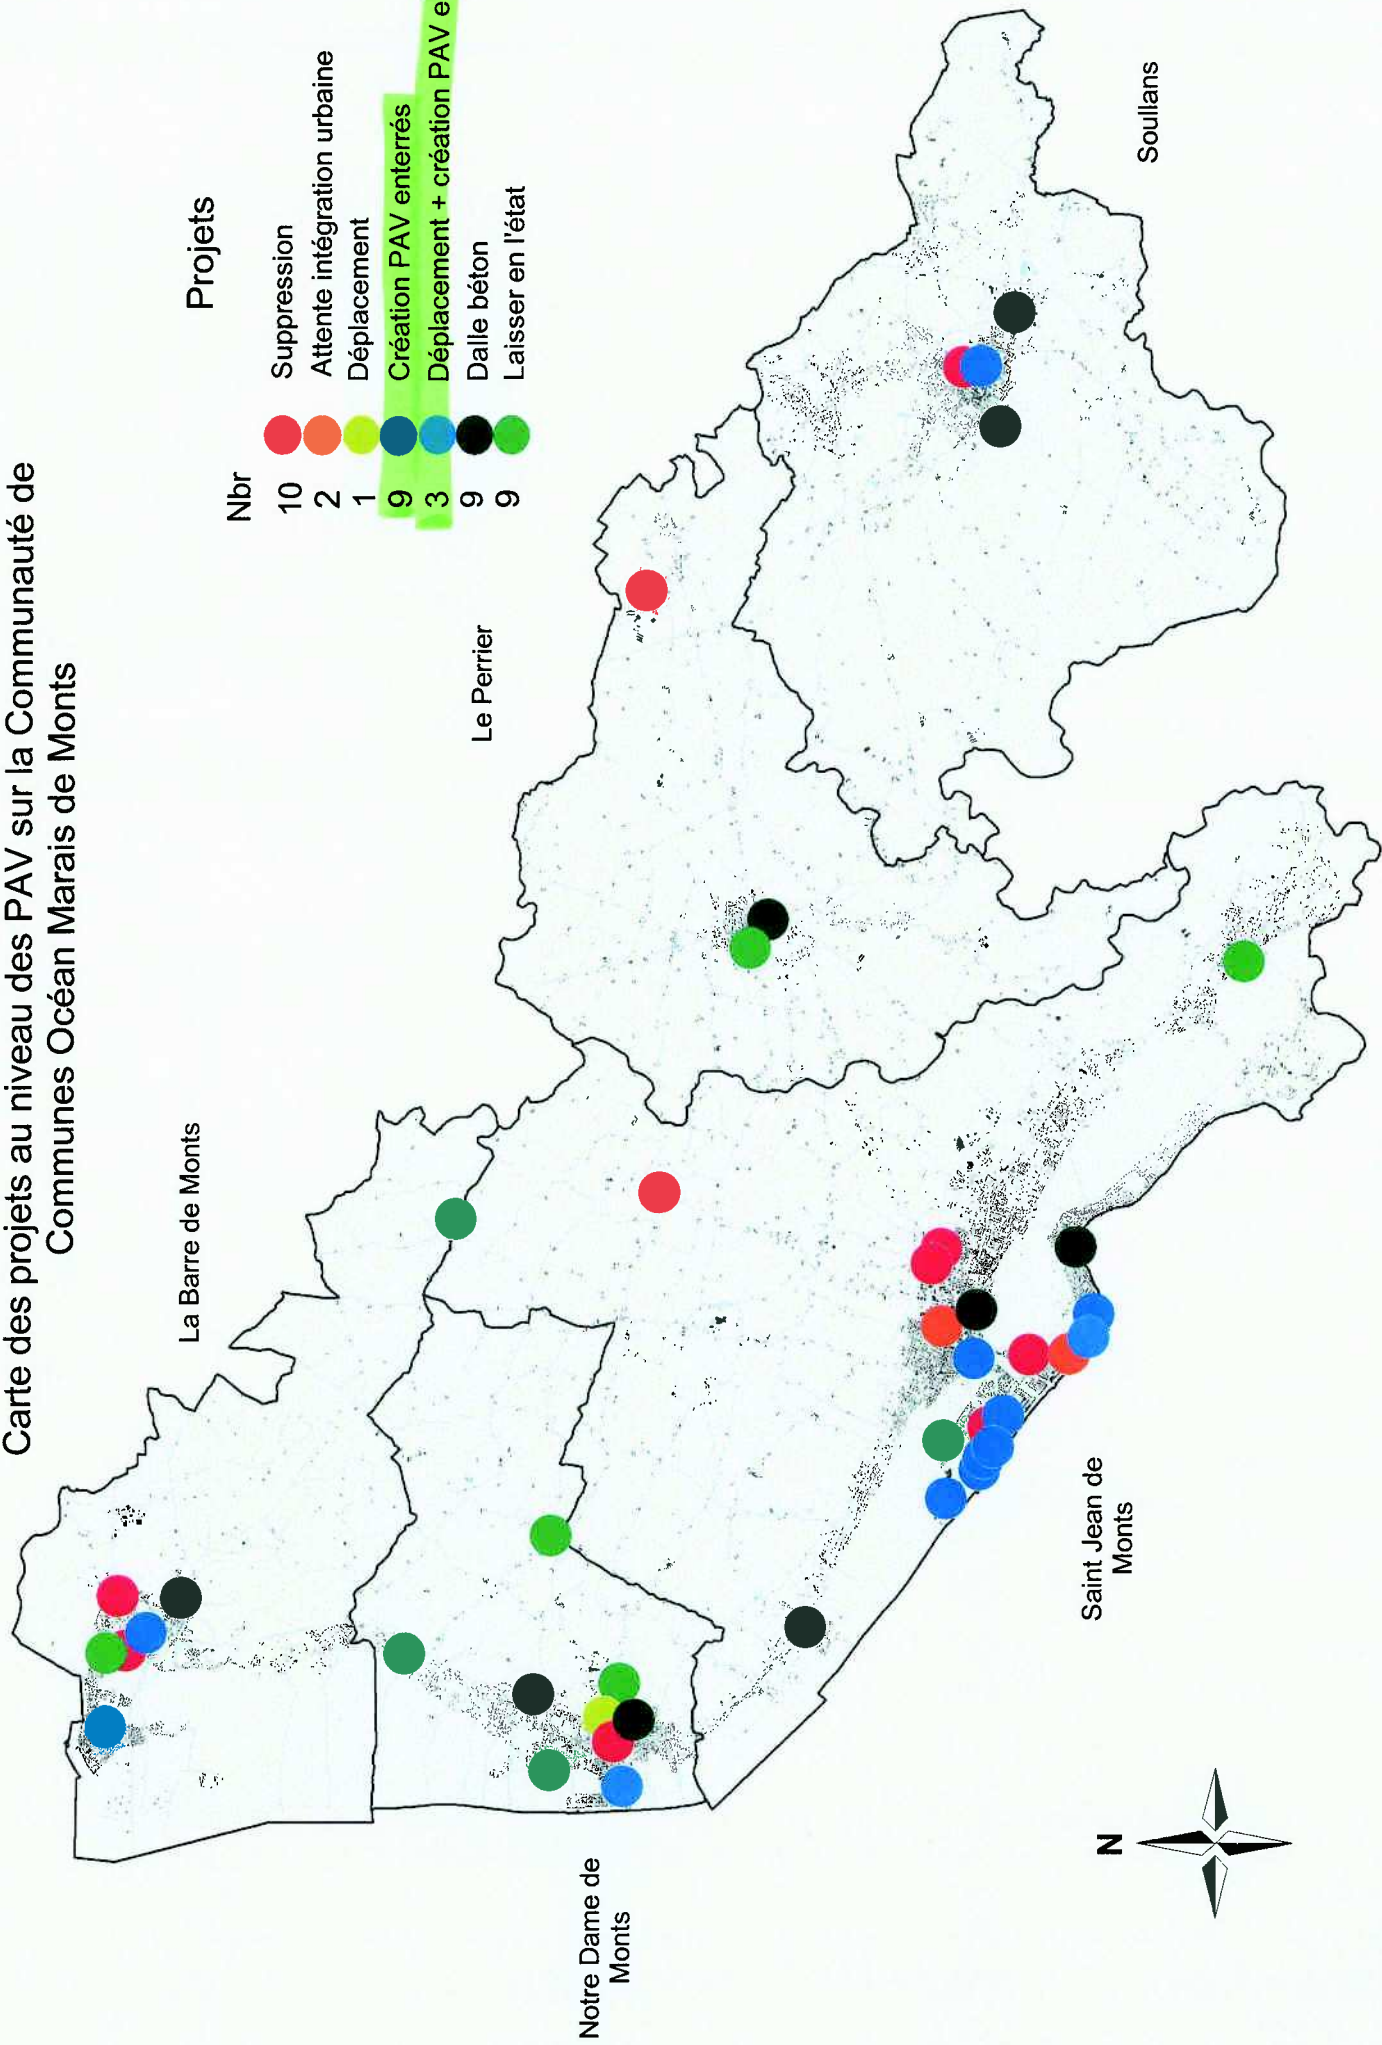 Carte des projets au niveau des PAV sur la Communauté de
Communes Océan Marais de Monts
Projets
Nbr
10 Suppression
2 Attente intégration urbaine
1 Déplacement
9 Création PAV enterrés
3 Déplacement + création PAV e
9 Dalle béton
9 Laisser en l'état
La Barre de Monts
Le Perrier
Soullans
Notre Dame de
Monts
Saint Jean de
Monts
N